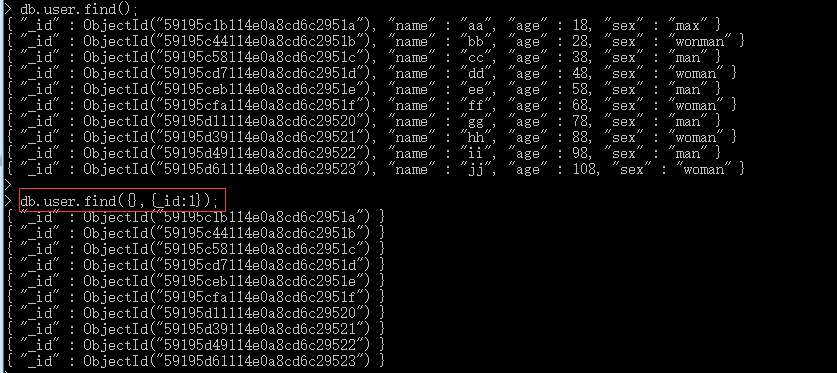 > db.user.find();
{ "_id" : ObjectId("59195c1b114e0a8cd6c2951a"), "name" : "aa", "age" : 18, "sex" : "max" }
{ "_id" : ObjectId("59195c44114e0a8cd6c2951b"), "name" : "bb", "age" : 28, "sex" : "wonman" }
{ "_id" : ObjectId("59195c58114e0a8cd6c2951c"), "name" : "cc", "age" : 38, "sex" : "man" }
{ "_id" : ObjectId("59195cd7114e0a8cd6c2951d"), "name" : "dd", "age" : 48, "sex" : "woman" }
{ "_id" : ObjectId("59195ceb114e0a8cd6c2951e"), "name" : "ee", "age" : 58, "sex" : "man" }
{ "_id" : ObjectId("59195cfa114e0a8cd6c2951f"), "name" : "ff", "age" : 68, "sex" : "woman" }
{ "_id" : ObjectId("59195d11114e0a8cd6c29520"), "name" : "gg", "age" : 78, "sex" : "man" }
{ "_id" : ObjectId("59195d39114e0a8cd6c29521"), "name" : "hh", "age" : 88, "sex" : "woman" }
{ "_id" : ObjectId("59195d49114e0a8cd6c29522"), "name" : "ii", "age" : 98, "sex" : "man" }
{ "_id" : ObjectId("59195d61114e0a8cd6c29523"), "name" : "jj", "age" : 108, "sex" : "woman" }
>
> db.user.find({},{_id:1});
{ "_id" : ObjectId("59195c1b114e0a8cd6c2951a") }
{ "_id" : ObjectId("59195c44114e0a8cd6c2951b") }
{ "_id" : ObjectId("59195c58114e0a8cd6c2951c") }
{ "_id" : ObjectId("59195cd7114e0a8cd6c2951d") }
{ "_id" : ObjectId("59195ceb114e0a8cd6c2951e") }
{ "_id" : ObjectId("59195cfa114e0a8cd6c2951f") }
{ "_id" : ObjectId("59195d11114e0a8cd6c29520") }
{ "_id" : ObjectId("59195d39114e0a8cd6c29521") }
{ "_id" : ObjectId("59195d49114e0a8cd6c29522") }
{ "_id" : ObjectId("59195d61114e0a8cd6c29523") }